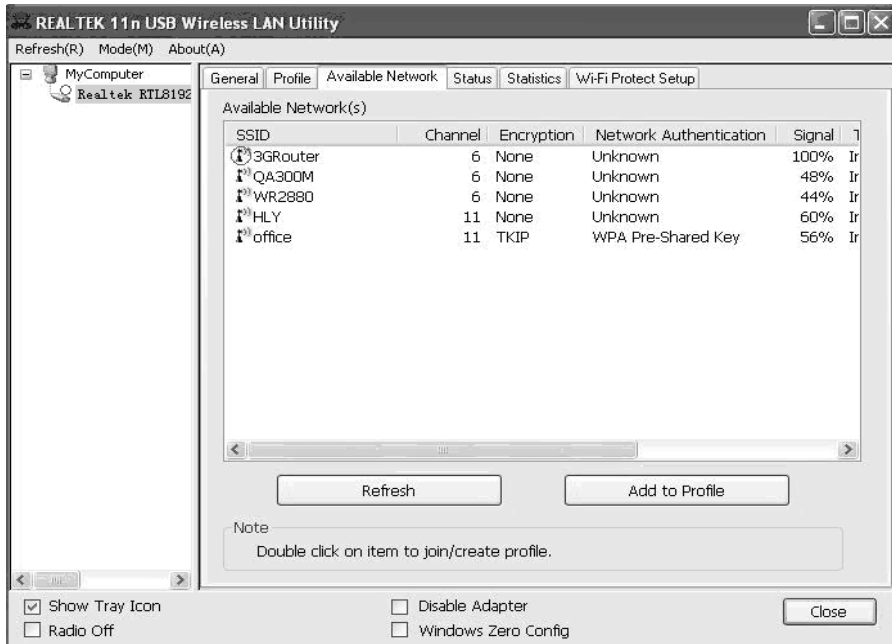 REALTEK 11n USB Wireless LAN Utility
Refresh(R) Mode(M) About(A)
MyComputer
Realtek RTL8192
General Profile Available Network Status Statistics Wi-Fi Protect Setup
Available Network(s)
SSID Channel Encryption Network Authentication Signal
3GRouter 6 None Unknown 100%
QA300M 6 None Unknown 48%
WR2880 6 None Unknown 44%
HLY 11 None Unknown 60%
office 11 TKIP WPA Pre-Shared Key 56%
Refresh Add to Profile
Note
Double click on item to join/create profile.
Show Tray Icon Disable Adapter Close
Radio Off Windows Zero Config